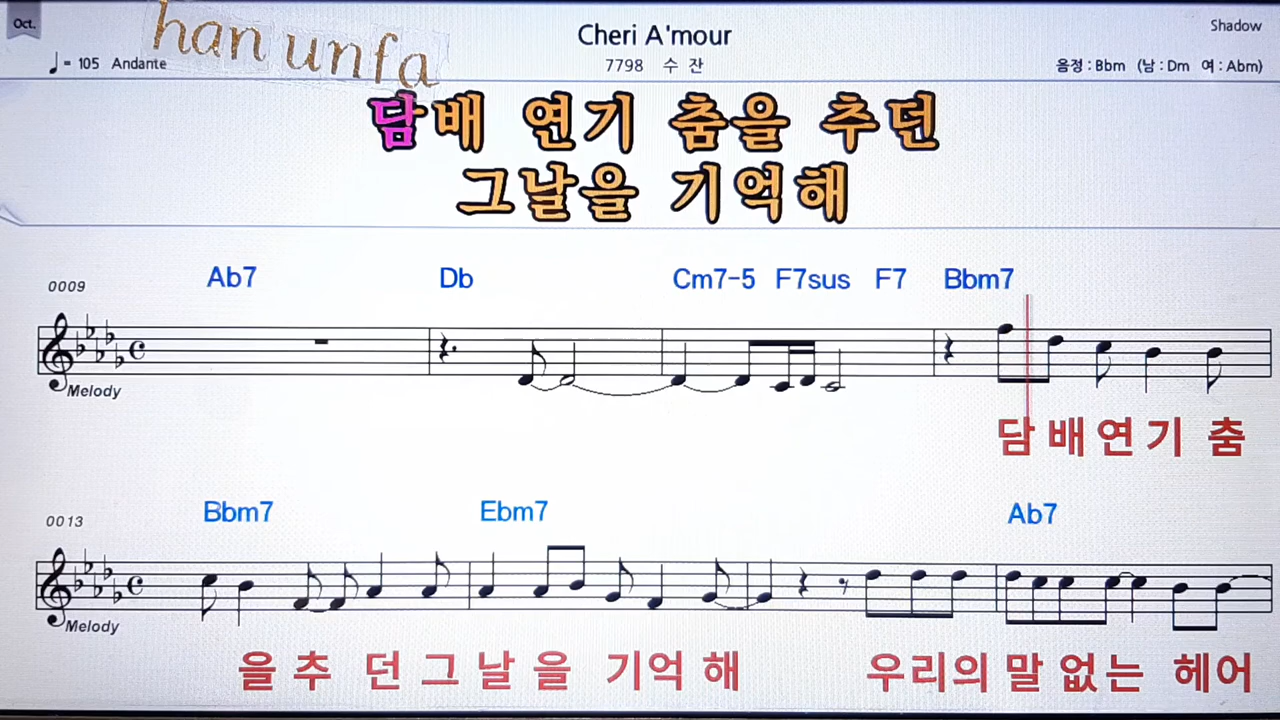 Oct.
han unfa
Cheri A'mour
Shadow
♩= 105 Andante
7798 수 잔
음정 : Bbm (남 : Dm 여 : Abm)
담배 연기 춤을 추던
그날을 기억해
0009
Ab7 Db Cm7-5 F7sus F7 Bbm7
Melody
담 배 연 기 춤
0013
Bbm7 Ebm7 Ab7
Melody
을 추 던 그 날 을 기억 해 우리의 말 없는 헤어